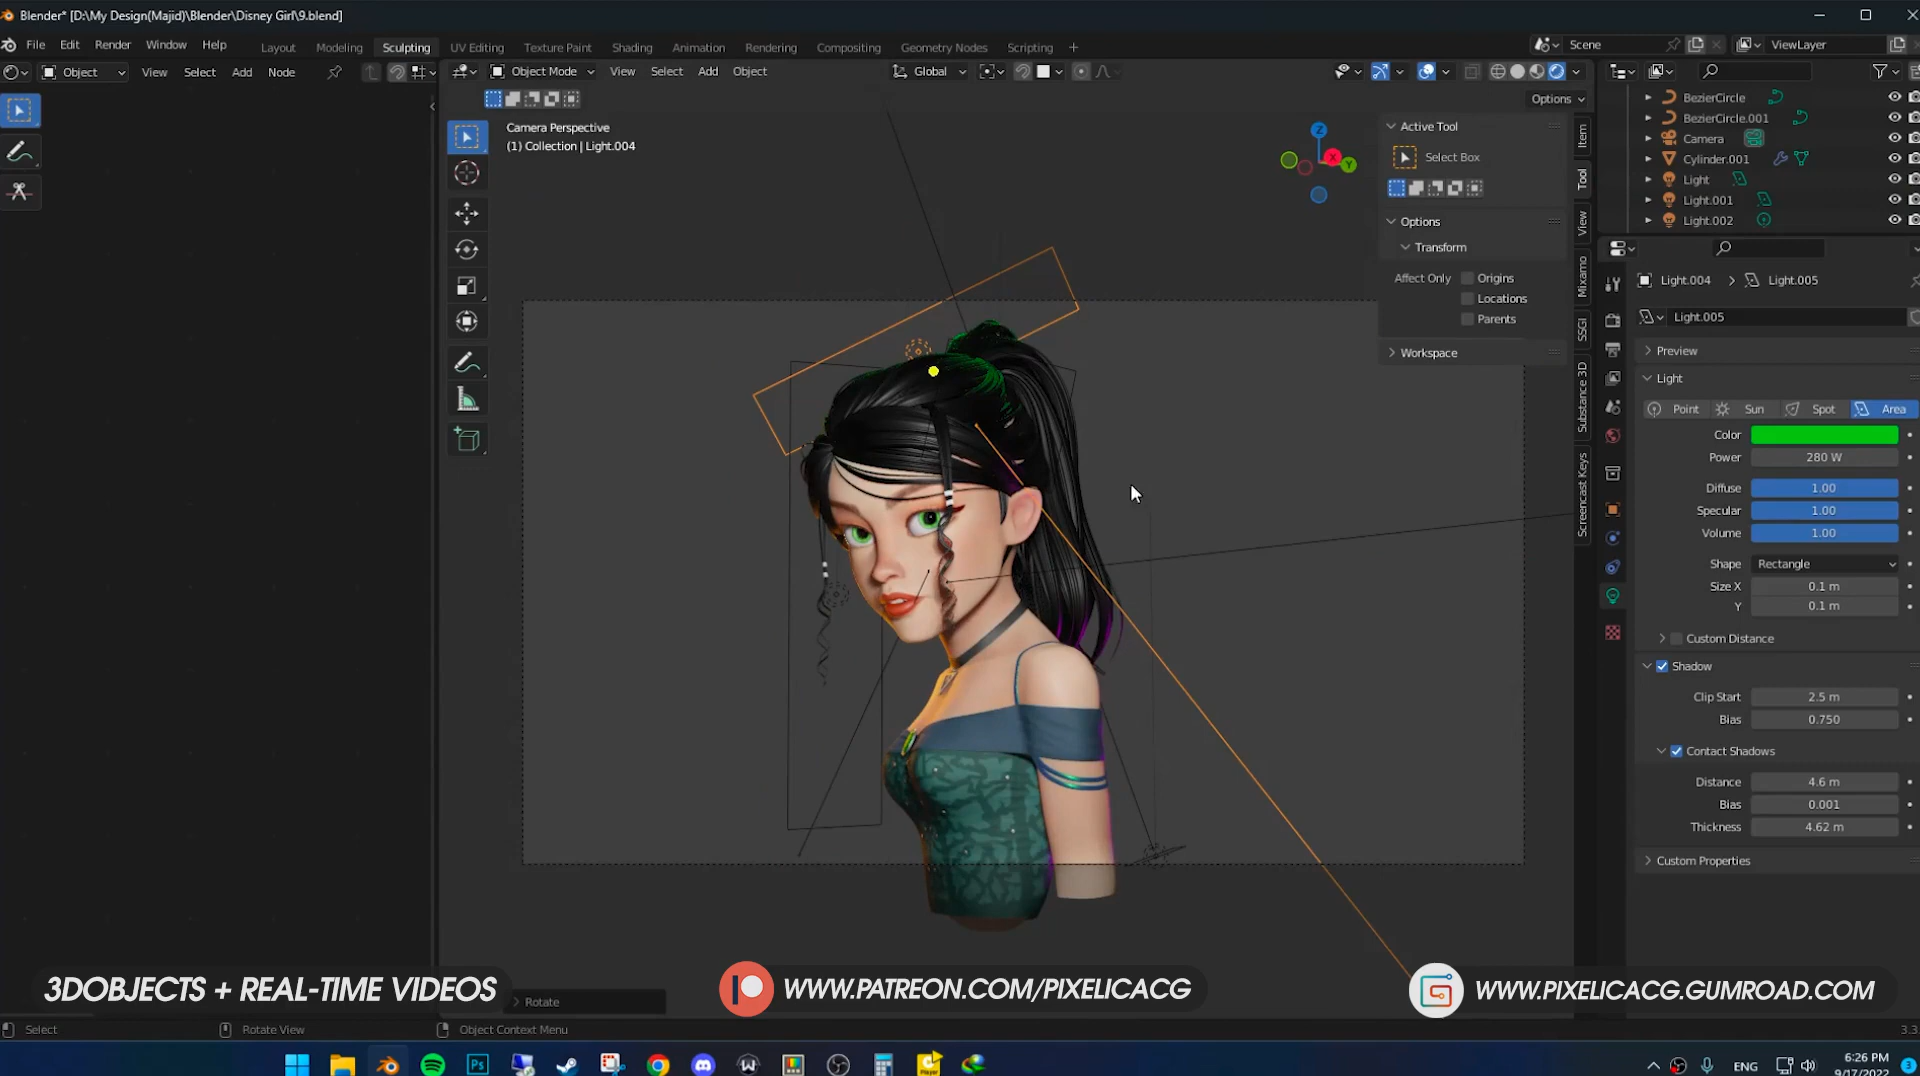 Blender* [D:\My Design(Majid)\Blender\Disney Girl\9.blend]
File Edit Render Window Help Layout Modeling Sculpting UV Editing Texture Paint Shading Animation Rendering Compositing Geometry Nodes Scripting + Scene ViewLayer
Object View Select Add Node Object Mode View Select Add Object Global
Options
Camera Perspective
(1) Collection | Light.004
Z
X
Y
Active Tool
Select Box
Options
Transform
Affect Only Origins
Locations
Parents
Workspace
Item
Tool
View
Mixamo
SSGI
Substance 3D
Screencast Keys
BezierCircle
BezierCircle.001
Camera
Cylinder.001
Light
Light.001
Light.002
Light.004 > Light.005
Light.005
Preview
Light
Point Sun Spot Area
Color
Power 280 W
Diffuse 1.00
Specular 1.00
Volume 1.00
Shape Rectangle
Size X 0.1 m
Y 0.1 m
Custom Distance
Shadow
Clip Start 2.5 m
Bias 0.750
Contact Shadows
Distance 4.6 m
Bias 0.001
Thickness 4.62 m
Custom Properties
3DOBJECTS + REAL-TIME VIDEOS
WWW.PATREON.COM/PIXELICACG
WWW.PIXELICACG.GUMROAD.COM
Rotate
Select Rotate View Object Context Menu 3.3.
Ps
ENG
6:26 PM
9/17/2022
3